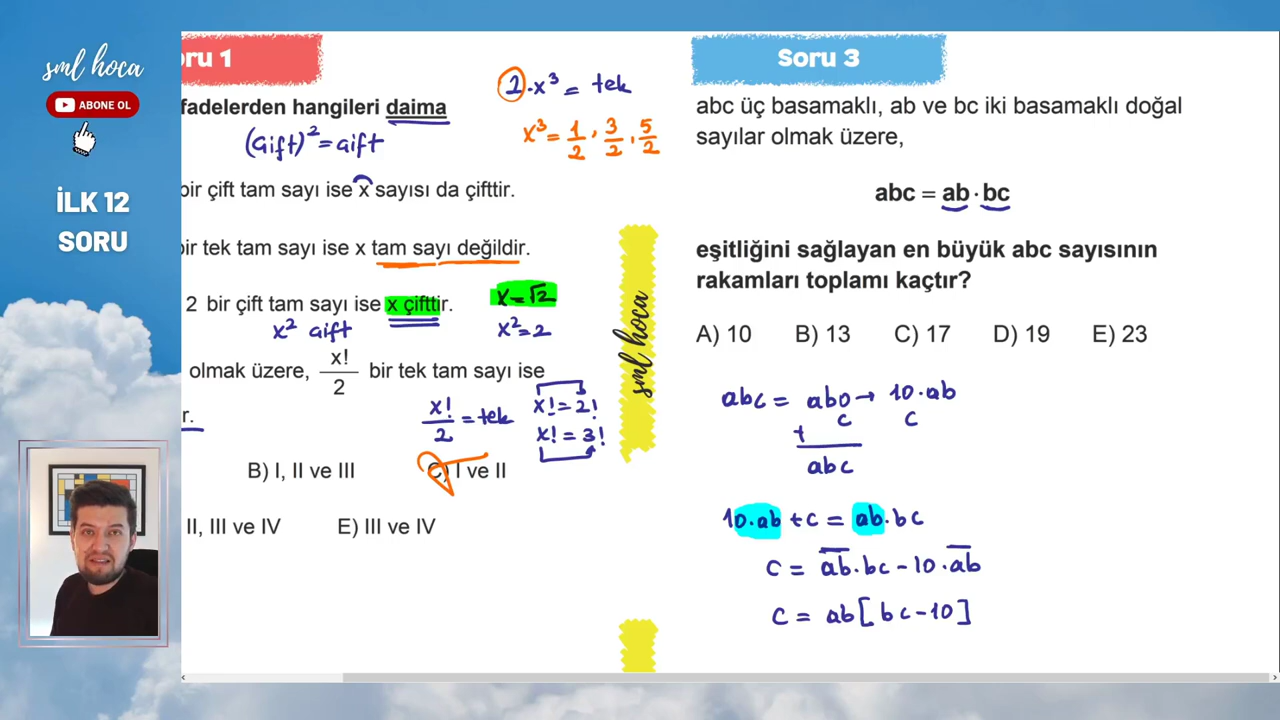 sml hoca
ABONE OL
İLK 12
SORU
oru 1
fadelerden hangileri daima
(çift)² = çift
bir çift tam sayı ise x sayısı da çifttir.
bir tek tam sayı ise x tam sayı değildir.
2 bir çift tam sayı ise x çifttir.
x² çift
olmak üzere, x!/2 bir tek tam sayı ise
r.
x!/2 = tek
x! = 2!
x! = 3!
B) I, II ve III
C) I ve II
II, III ve IV
E) III ve IV
2·x³ = tek
x³ = 1/2, 3/2, 5/2
x = √2
x² = 2
sml hoca
Soru 3
abc üç basamaklı, ab ve bc iki basamaklı doğal
sayılar olmak üzere,
abc = ab · bc
eşitliğini sağlayan en büyük abc sayısının
rakamları toplamı kaçtır?
A) 10 B) 13 C) 17 D) 19 E) 23
abc = ab0 → 10·ab
+ c c
abc
10·ab + c = ab·bc
c = ab·bc - 10·ab
c = ab[bc - 10]